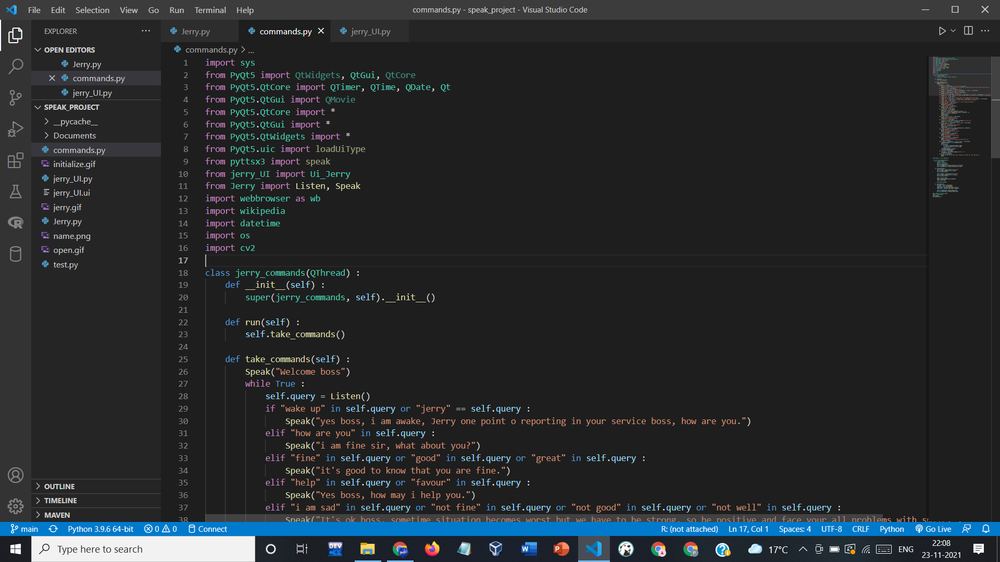 File Edit Selection View Go Run Terminal Help
commands.py - speak_project - Visual Studio Code
EXPLORER
Jerry.py
commands.py
jerry_UI.py
OPEN EDITORS
Jerry.py
commands.py
jerry_UI.py
SPEAK_PROJECT
__pycache__
Documents
commands.py
initialize.gif
jerry_UI.py
jerry_UI.ui
jerry.gif
Jerry.py
name.png
open.gif
test.py
OUTLINE
TIMELINE
MAVEN
commands.py > ...
1 import sys
2 from PyQt5 import QtWidgets, QtGui, QtCore
3 from PyQt5.QtCore import QTimer, QTime, QDate, Qt
4 from PyQt5.QtGui import QMovie
5 from PyQt5.QtCore import *
6 from PyQt5.QtGui import *
7 from PyQt5.QtWidgets import *
8 from PyQt5.uic import loadUiType
9 from pyttsx3 import speak
10 from jerry_UI import Ui_Jerry
11 from Jerry import Listen, Speak
12 import webbrowser as wb
13 import wikipedia
14 import datetime
15 import os
16 import cv2
17
18 class jerry_commands(QThread) :
19 def __init__(self) :
20 super(jerry_commands, self).__init__()
21
22 def run(self) :
23 self.take_commands()
24
25 def take_commands(self) :
26 Speak("Welcome boss")
27 while True :
28 self.query = Listen()
29 if "wake up" in self.query or "jerry" == self.query :
30 Speak("yes boss, i am awake, Jerry one point o reporting in your service boss, how are you.")
31 elif "how are you" in self.query :
32 Speak("i am fine sir, what about you?")
33 elif "fine" in self.query or "good" in self.query or "great" in self.query :
34 Speak("it's good to know that you are fine.")
35 elif "help" in self.query or "favour" in self.query :
36 Speak("Yes boss, how may i help you.")
37 elif "i am sad" in self.query or "not fine" in self.query or "not good" in self.query or "not well" in self.query :
38 Speak("It's ok boss, sometime situation becomes worst but we have to be strong, so be positive and face your all problems with
main Python 3.9.6 64-bit 0 0 Connect
R: (not attached) Ln 17, Col 1 Spaces: 4 UTF-8 CRLF Python Go Live
Type here to search
DEV C++
17°C
ENG
22:08
23-11-2021